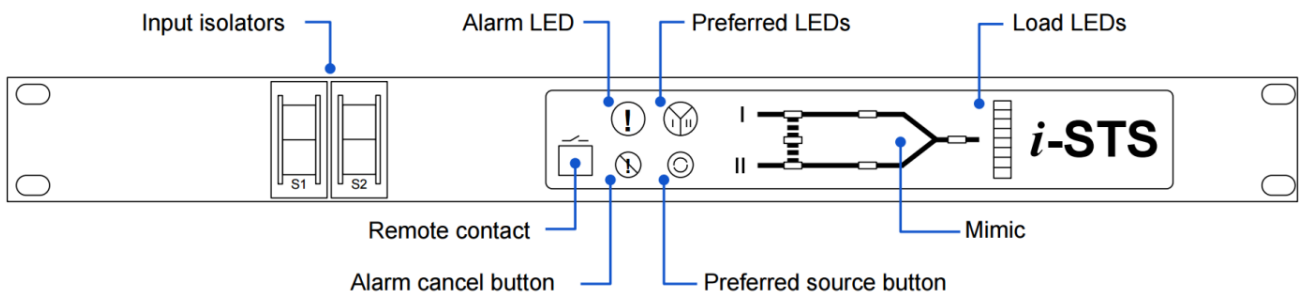 Input isolators
Alarm LED
Preferred LEDs
Load LEDs
!
I II
I
i-STS
S1
S2
!
II
Remote contact
Mimic
Alarm cancel button
Preferred source button